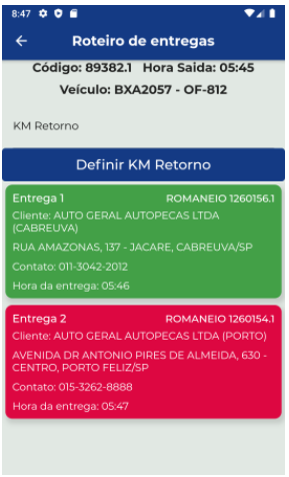 8:47
Roteiro de entregas
Código: 89382.1 Hora Saida: 05:45
Veículo: BXA2057 - OF-812
KM Retorno
Definir KM Retorno
Entrega 1 ROMANEIO 1260156.1
Cliente: AUTO GERAL AUTOPECAS LTDA
(CABREUVA)
RUA AMAZONAS, 137 - JACARE, CABREUVA/SP
Contato: 011-3042-2012
Hora da entrega: 05:46
Entrega 2 ROMANEIO 1260154.1
Cliente: AUTO GERAL AUTOPECAS LTDA (PORTO)
AVENIDA DR ANTONIO PIRES DE ALMEIDA, 630 -
CENTRO, PORTO FELIZ/SP
Contato: 015-3262-8888
Hora da entrega: 05:47